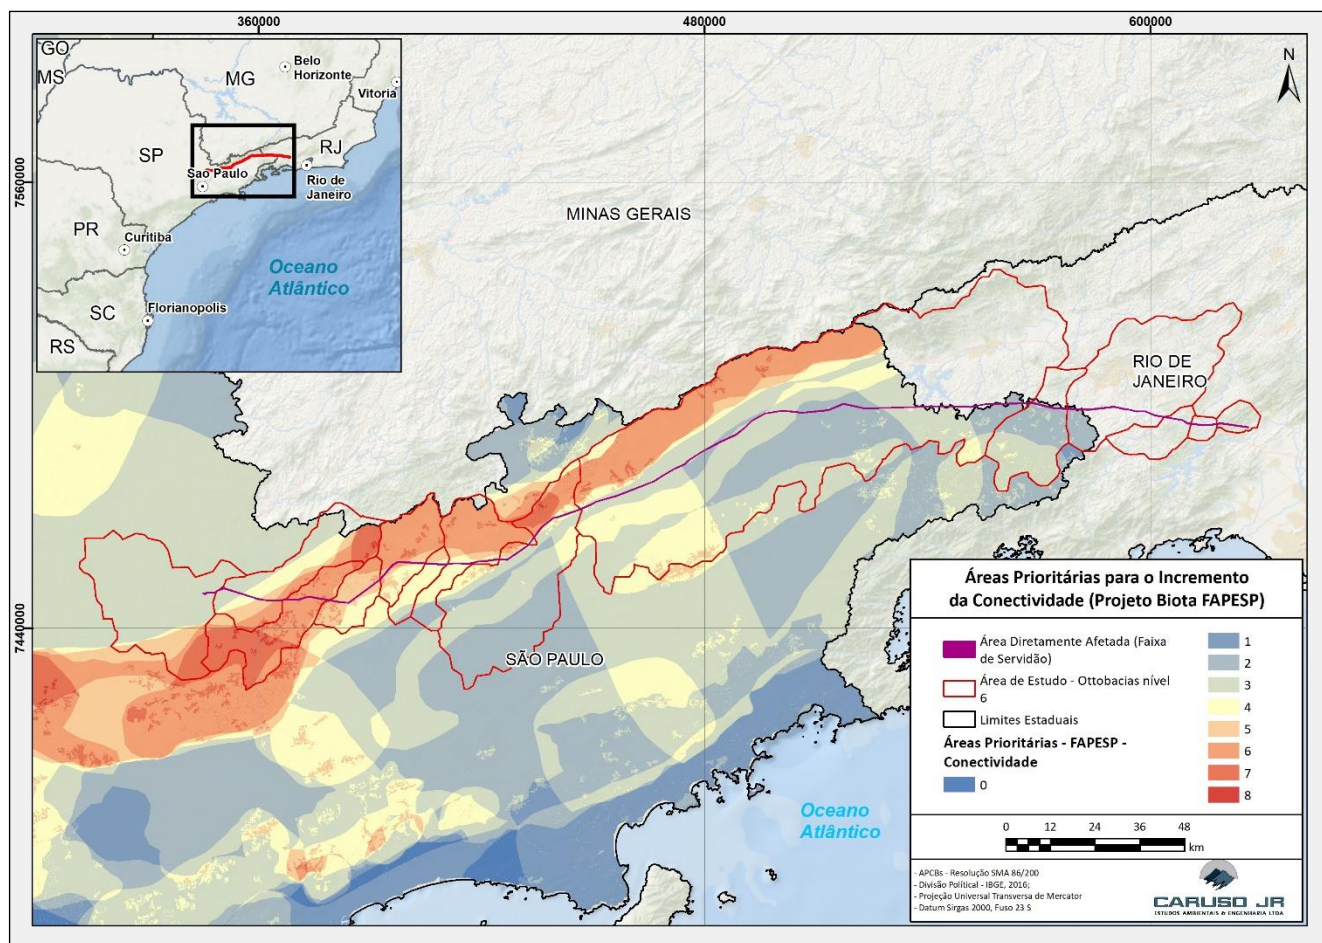 360000
480000
600000
7560000
7440000
GO
MS
MG
Belo
Horizonte
Vitoria
SP
RJ
Sao Paulo
Rio de
Janeiro
PR
Curitiba
Oceano
Atlântico
SC
Florianopolis
RS
N
MINAS GERAIS
RIO DE
JANEIRO
SÃO PAULO
Oceano
Atlântico
Áreas Prioritárias para o Incremento
da Conectividade (Projeto Biota FAPESP)
Área Diretamente Afetada (Faixa
de Servidão)
Área de Estudo - Ottobacias nível
6
Limites Estaduais
Áreas Prioritárias - FAPESP -
Conectividade
0
1
2
3
4
5
6
7
8
0 12 24 36 48
km
- APCBs - Resolução SMA 86/200
- Divisão Polítical - IBGE, 2016;
- Projeção Universal Transversa de Mercator
- Datum Sirgas 2000, Fuso 23 S
CARUSO JR
ESTUDOS AMBIENTAIS & ENGENHARIA LTDA